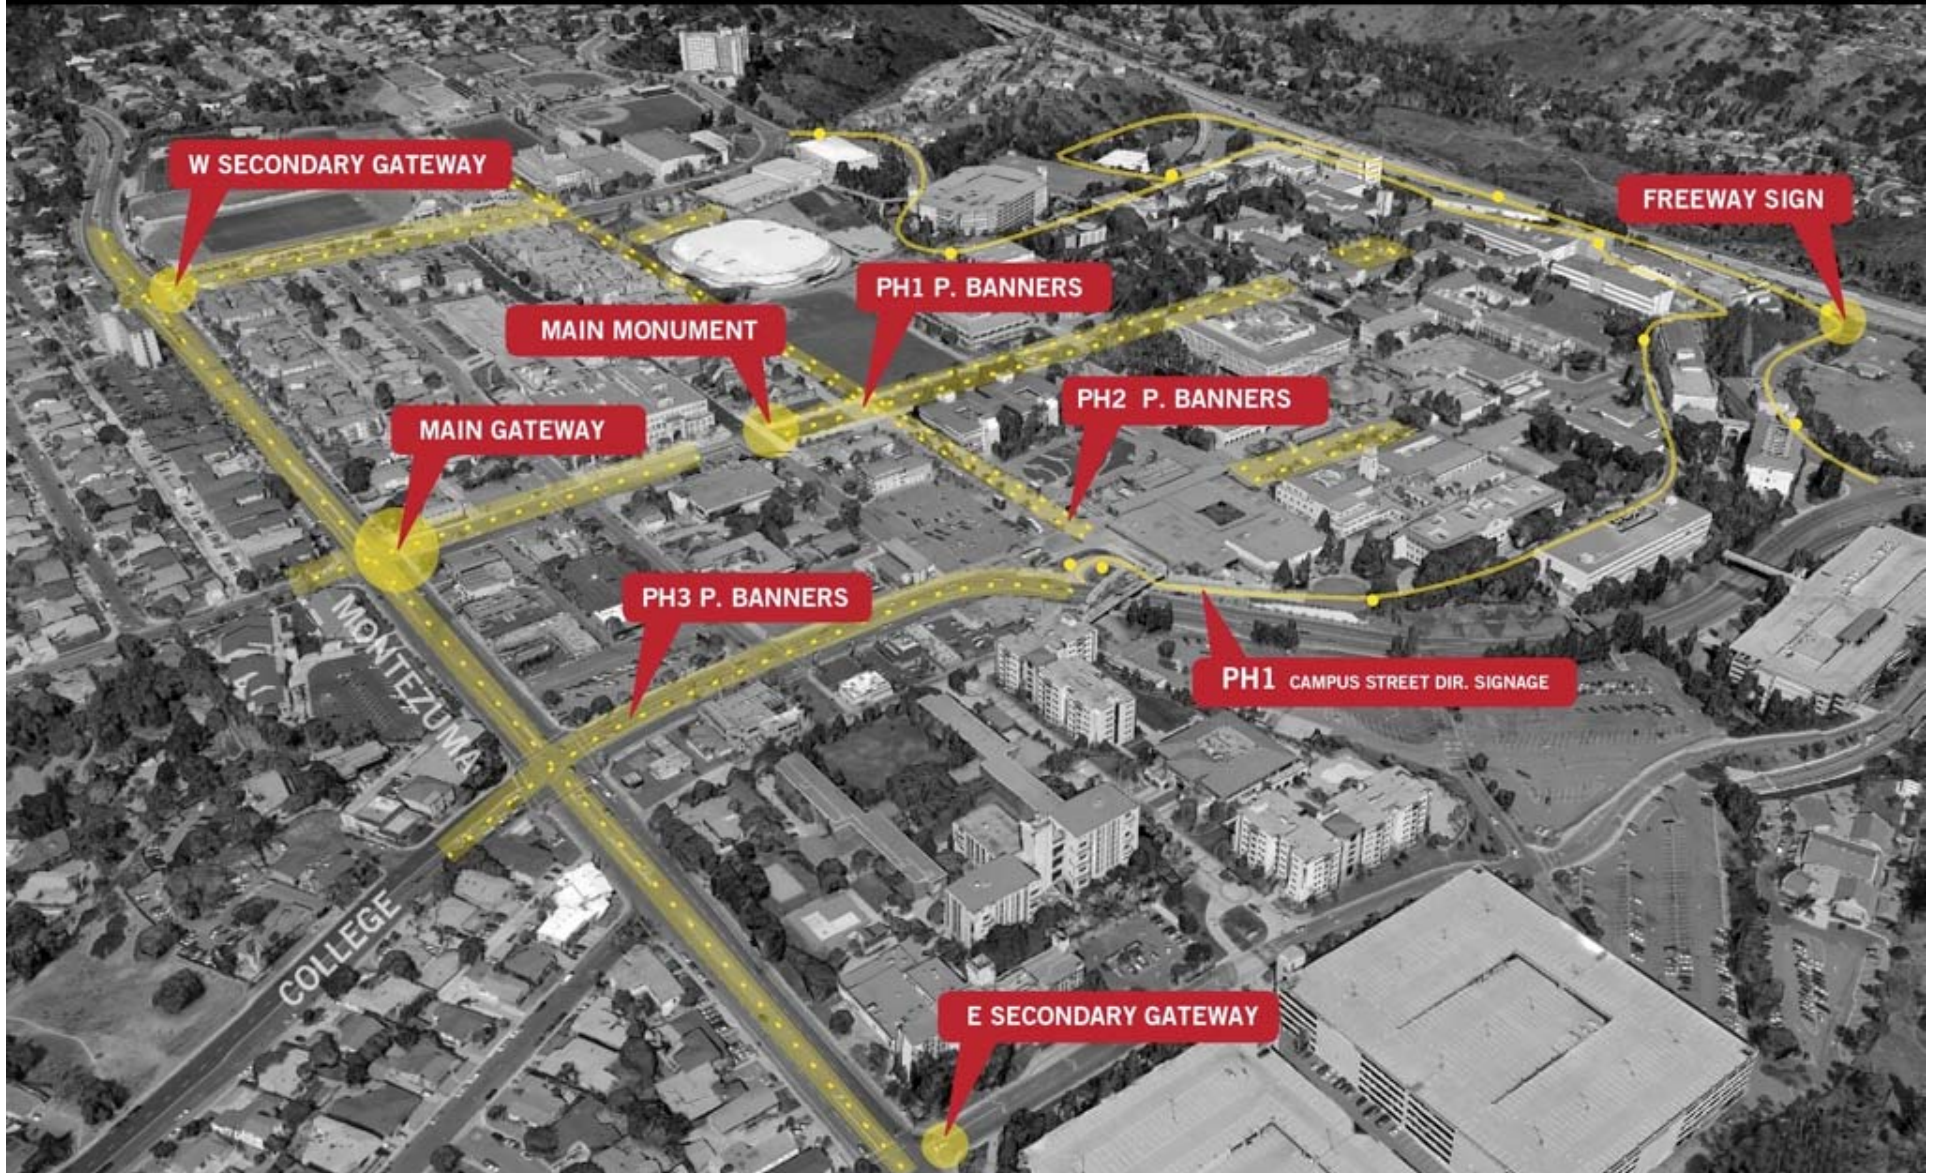 W SECONDARY GATEWAY
FREEWAY SIGN
PH1 P. BANNERS
MAIN MONUMENT
PH2 P. BANNERS
MAIN GATEWAY
PH3 P. BANNERS
MONTEZUMA
PH1 CAMPUS STREET DIR. SIGNAGE
COLLEGE
E SECONDARY GATEWAY